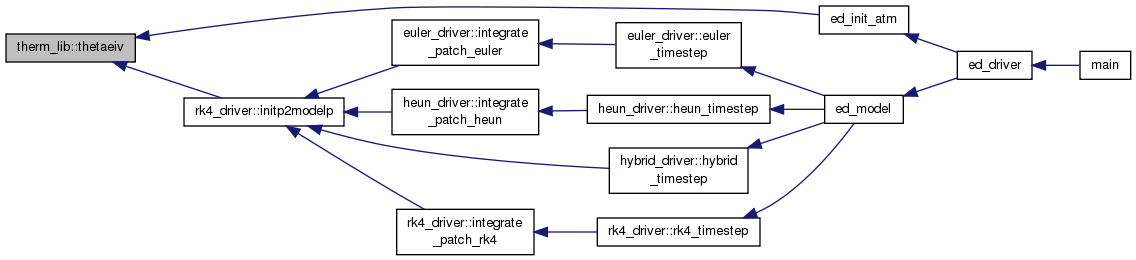 therm_lib::thetaeiv
rk4_driver::initp2modelp
euler_driver::integrate
_patch_euler
heun_driver::integrate
_patch_heun
rk4_driver::integrate
_patch_rk4
euler_driver::euler
_timestep
heun_driver::heun_timestep
hybrid_driver::hybrid
_timestep
rk4_driver::rk4_timestep
ed_init_atm
ed_model
ed_driver
main